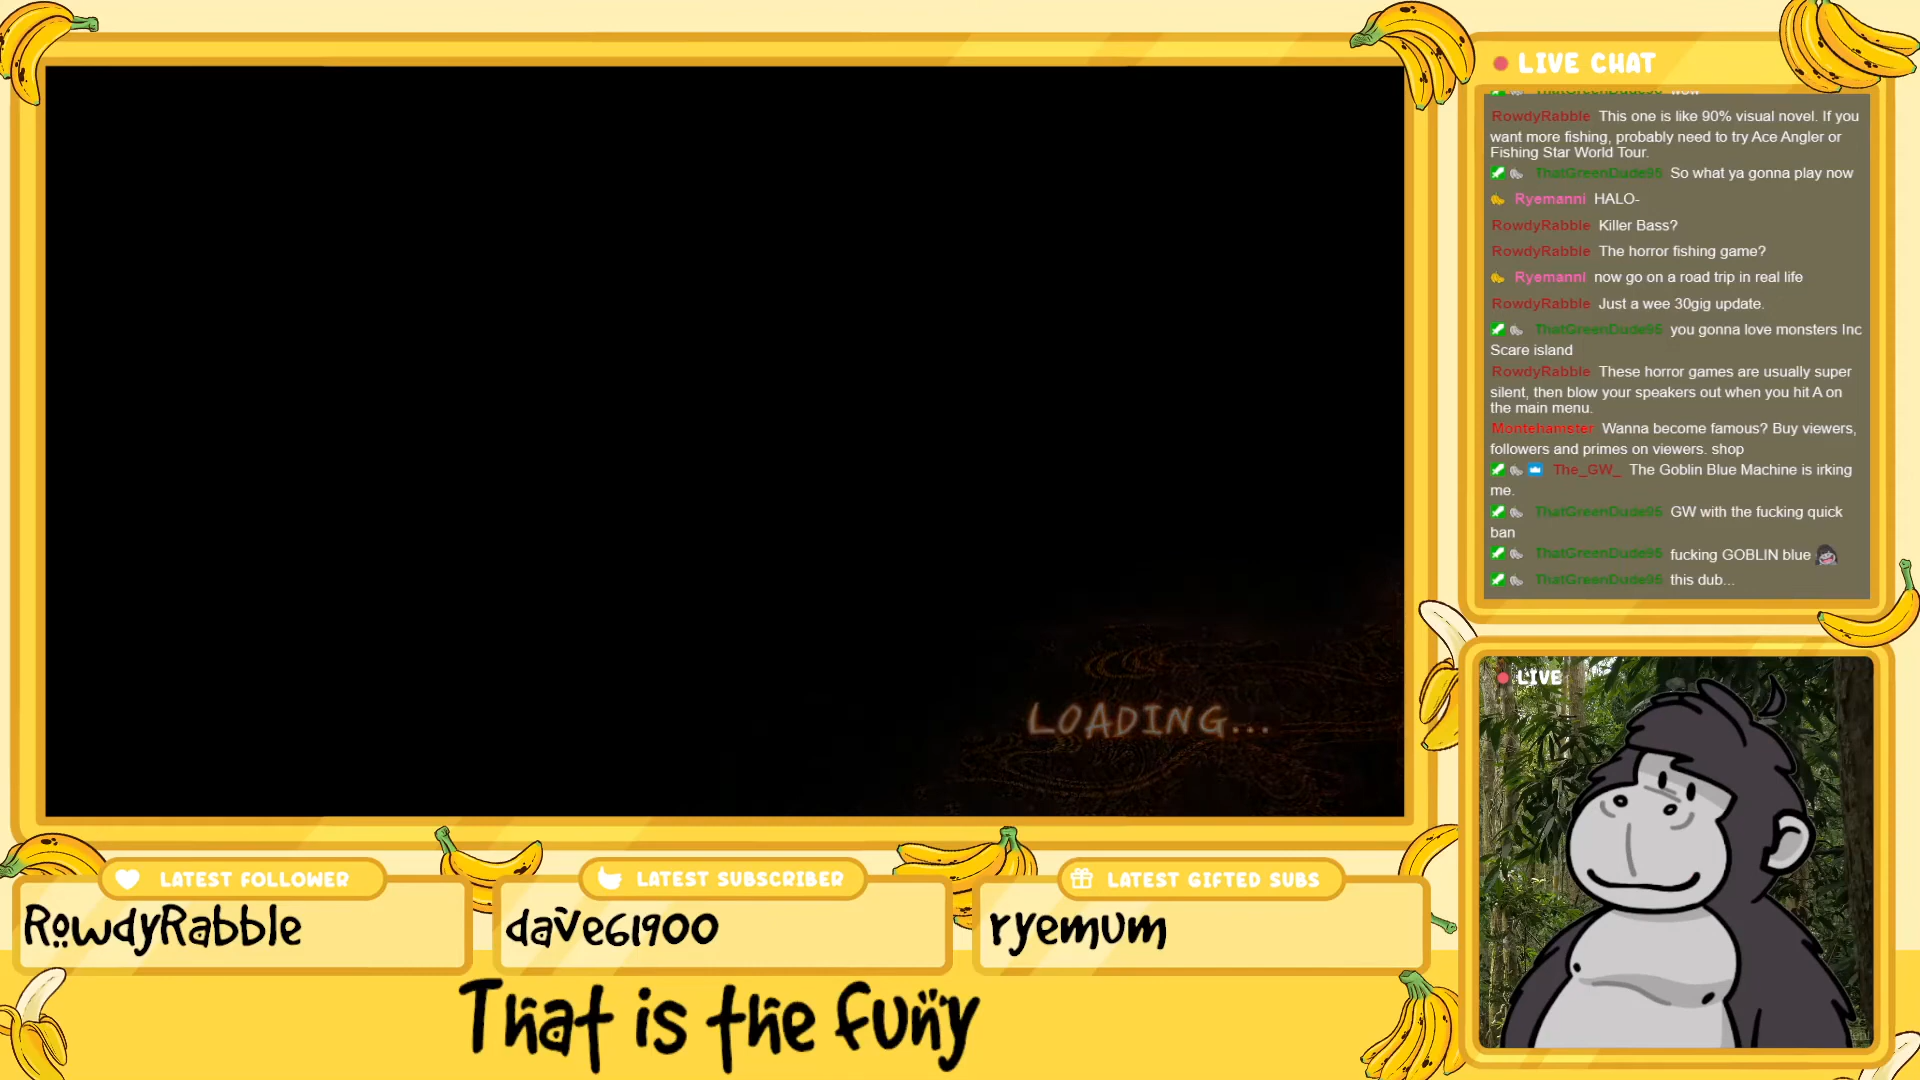 LIVE CHAT
RowdyRabble This one is like 90% visual novel. If you
want more fishing, probably need to try Ace Angler or
Fishing Star World Tour.
ThatGreenDude95 So what ya gonna play now
Ryemanni HALO-
RowdyRabble Killer Bass?
RowdyRabble The horror fishing game?
Ryemanni now go on a road trip in real life
RowdyRabble Just a wee 30gig update.
ThatGreenDude95 you gonna love monsters Inc
Scare island
RowdyRabble These horror games are usually super
silent, then blow your speakers out when you hit A on
the main menu.
Montehamster Wanna become famous? Buy viewers,
followers and primes on viewers. shop
The_GW_ The Goblin Blue Machine is irking
me.
ThatGreenDude95 GW with the fucking quick
ban
ThatGreenDude95 fucking GOBLIN blue
ThatGreenDude95 this dub...
LOADING...
LIVE
LATEST FOLLOWER
RowdyRabble
LATEST SUBSCRIBER
dave61900
LATEST GIFTED SUBS
ryemum
That is the funy